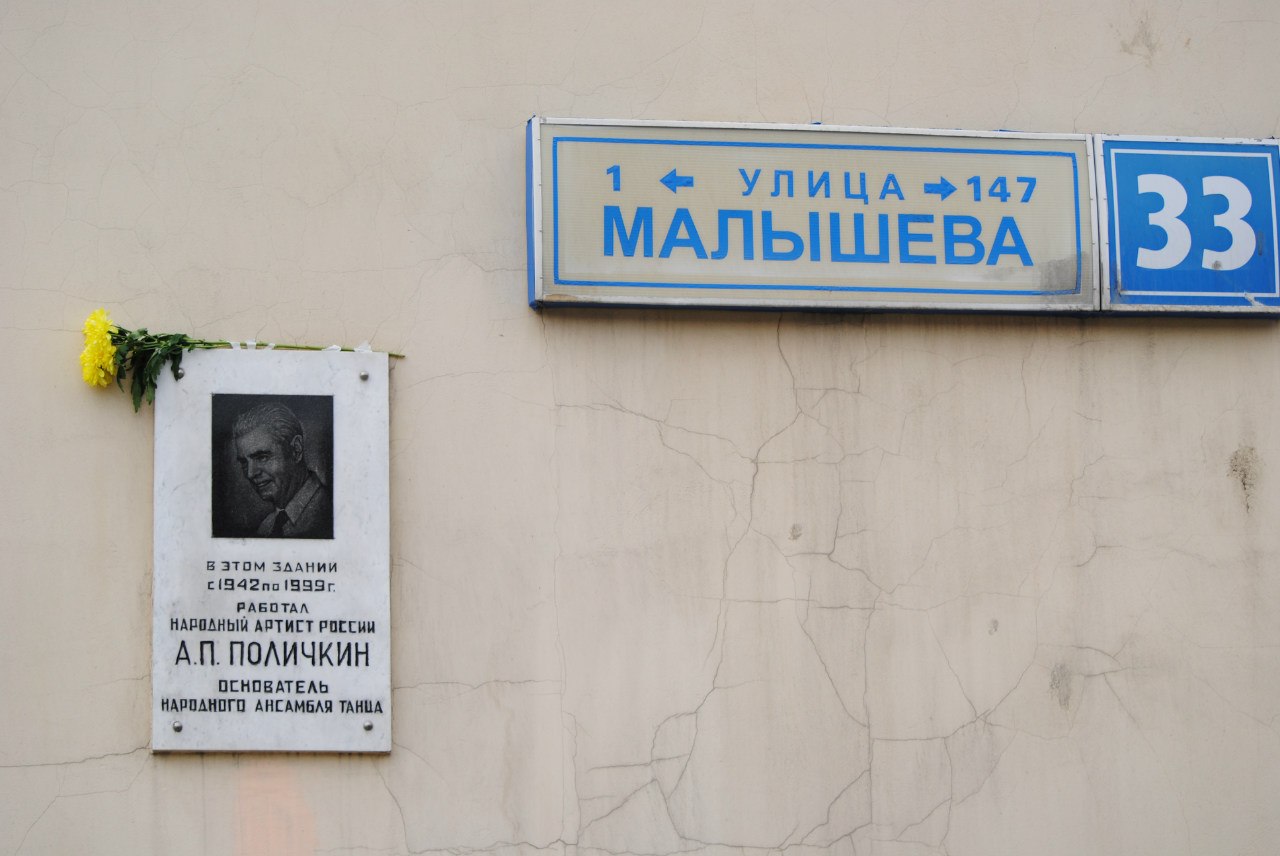 1 ← УЛИЦА → 147
МАЛЫШЕВА
33
В ЭТОМ ЗДАНИИ
с 1942 по 1999 г.
РАБОТАЛ
НАРОДНЫЙ АРТИСТ РОССИИ
А.П. ПОЛИЧКИН
ОСНОВАТЕЛЬ
НАРОДНОГО АНСАМБЛЯ ТАНЦА